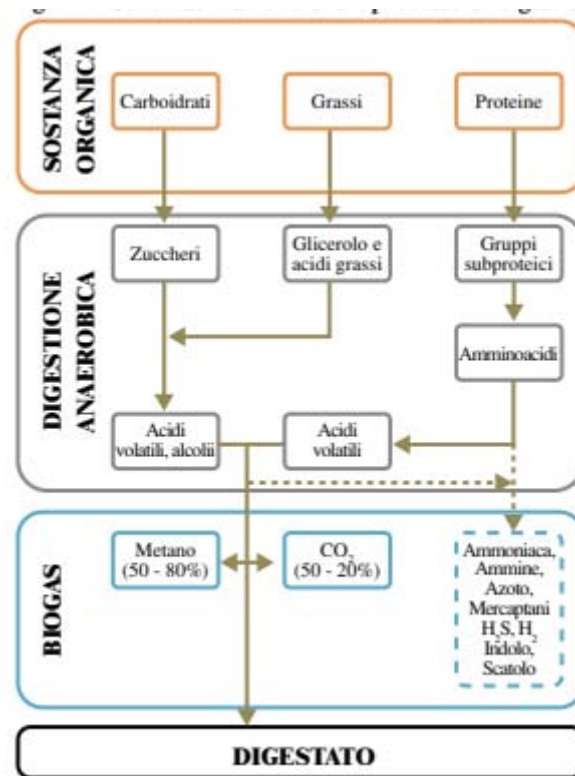 SOSTANZA
ORGANICA
Carboidrati
Grassi
Proteine
DIGESTIONE
ANAEROBICA
Zuccheri
Glicerolo e
acidi grassi
Gruppi
subproteici
Amminoacidi
Acidi
volatili, alcolii
Acidi
volatili
BIOGAS
Metano
(50 - 80%)
CO₂
(50 - 20%)
Ammoniaca,
Ammine,
Azoto,
Mercaptani
H₂S, H₂
Indolo,
Scatolo
DIGESTATO